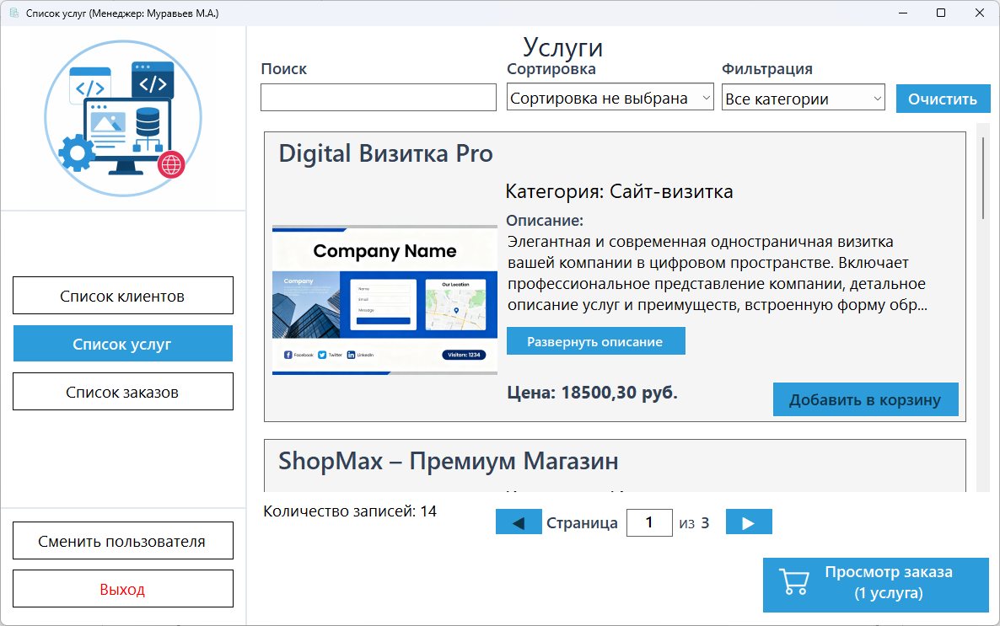 Список услуг (Менеджер: Муравьев М.А.)
</>
</>
Список клиентов
Список услуг
Список заказов
Сменить пользователя
Выход
Услуги
Поиск
Сортировка
Фильтрация
Сортировка не выбрана
Все категории
Очистить
Digital Визитка Pro
Company Name
Company
Name
Email
Message
Our Location
Facebook
Twitter
LinkedIn
Visitors: 1234
Категория: Сайт-визитка
Описание:
Элегантная и современная одностраничная визитка
вашей компании в цифровом пространстве. Включает
профессиональное представление компании, детальное
описание услуг и преимуществ, встроенную форму обр...
Развернуть описание
Цена: 18500,30 руб.
Добавить в корзину
ShopMax – Премиум Магазин
Количество записей: 14
Страница 1 из 3
Просмотр заказа
(1 услуга)